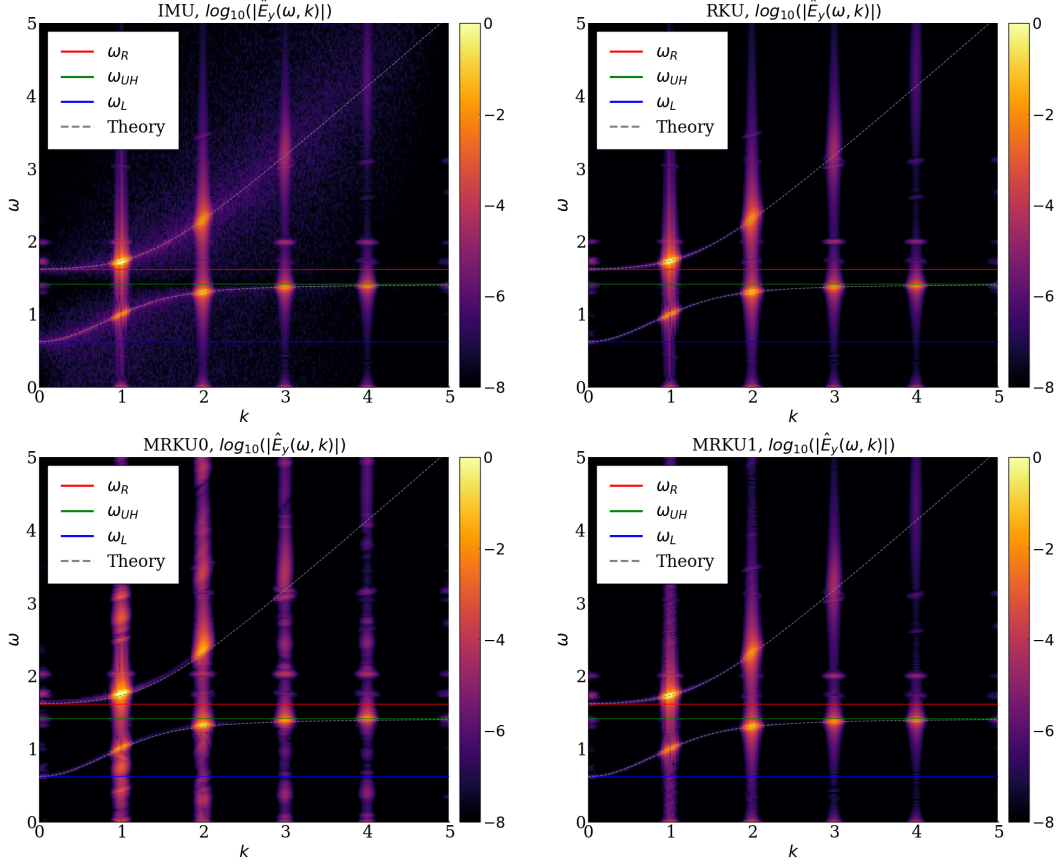 IMU, log₁₀(|Ê_y(ω, k)|)
ω_R
ω_UH
ω_L
Theory
ω
5
4
3
2
1
0
0 1 2 3 4 5
k
0
−2
−4
−6
−8
RKU, log₁₀(|Ê_y(ω, k)|)
ω_R
ω_UH
ω_L
Theory
ω
5
4
3
2
1
0
0 1 2 3 4 5
k
0
−2
−4
−6
−8
MRKU0, log₁₀(|Ê_y(ω, k)|)
ω_R
ω_UH
ω_L
Theory
ω
5
4
3
2
1
0
0 1 2 3 4 5
k
0
−2
−4
−6
−8
MRKU1, log₁₀(|Ê_y(ω, k)|)
ω_R
ω_UH
ω_L
Theory
ω
5
4
3
2
1
0
0 1 2 3 4 5
k
0
−2
−4
−6
−8